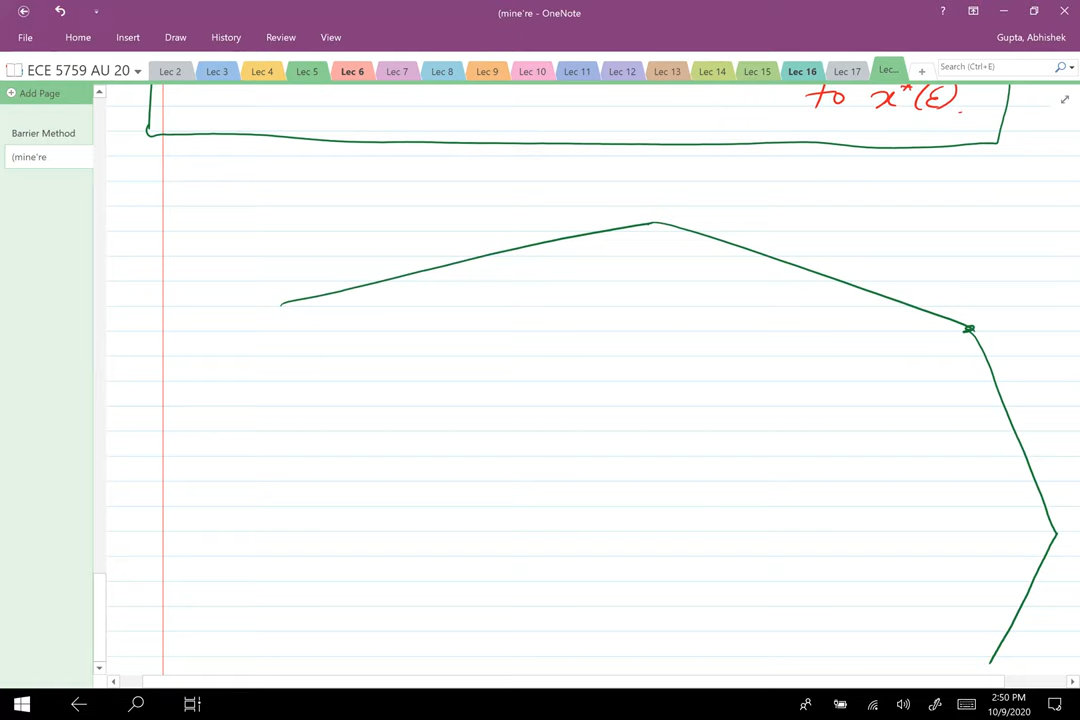 (mine're - OneNote
?
File Home Insert Draw History Review View
Gupta, Abhishek
ECE 5759 AU 20
Lec 2 Lec 3 Lec 4 Lec 5 Lec 6 Lec 7 Lec 8 Lec 9 Lec 10 Lec 11 Lec 12 Lec 13 Lec 14 Lec 15 Lec 16 Lec 17 Lec...
Search (Ctrl+E)
Add Page
Barrier Method
(mine're
to x*(ε).
2:50 PM
10/9/2020